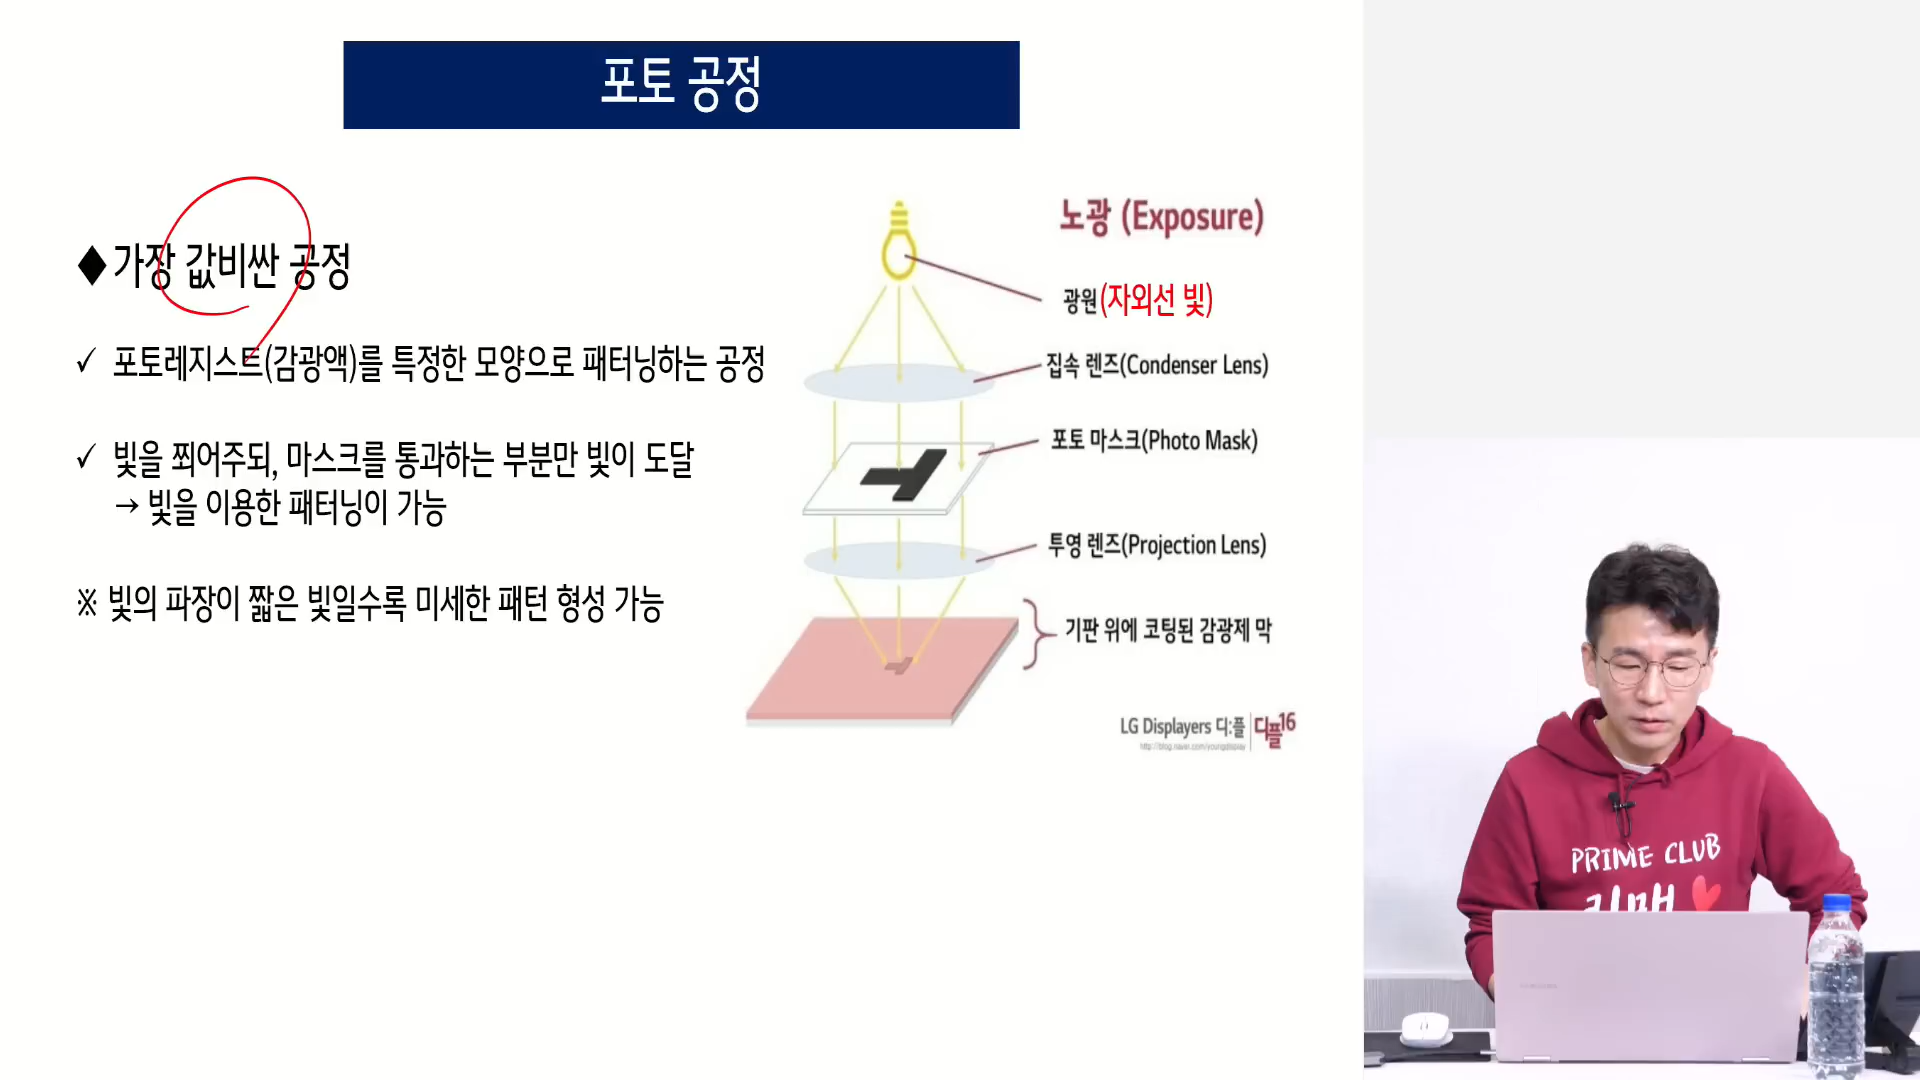 포토 공정
◆가장 값비싼 공정
✓ 포토레지스트(감광액)를 특정한 모양으로 패터닝하는 공정
✓ 빛을 쬐어주되, 마스크를 통과하는 부분만 빛이 도달
→ 빛을 이용한 패터닝이 가능
※ 빛의 파장이 짧은 빛일수록 미세한 패턴 형성 가능
노광 (Exposure)
광원(자외선 빛)
집속 렌즈(Condenser Lens)
포토 마스크(Photo Mask)
투영 렌즈(Projection Lens)
기판 위에 코팅된 감광제 막
LG Displayers 디:플 디플16
http://blog.naver.com/youngdisplay
PRIME CLUB
SAMSUNG